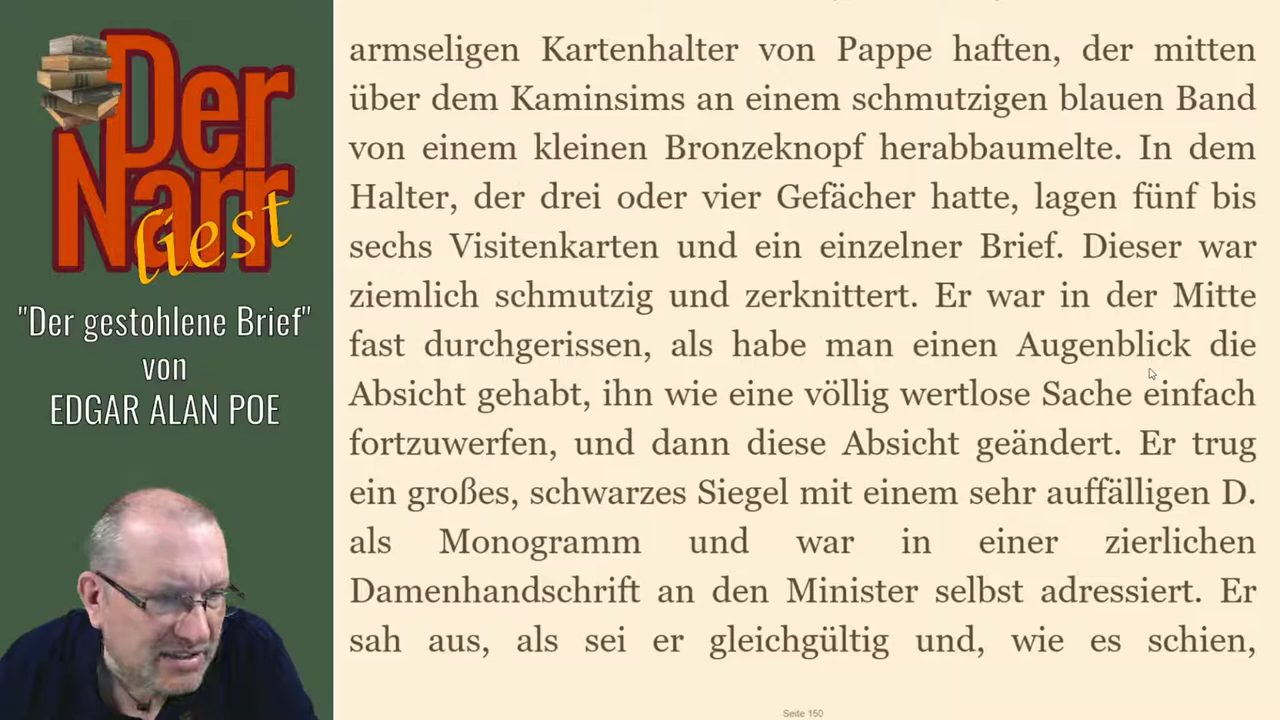 Der
Narr
liest
"Der gestohlene Brief"
von
EDGAR ALAN POE
armseligen Kartenhalter von Pappe haften, der mitten
über dem Kaminsims an einem schmutzigen blauen Band
von einem kleinen Bronzeknopf herabbaumelte. In dem
Halter, der drei oder vier Gefächer hatte, lagen fünf bis
sechs Visitenkarten und ein einzelner Brief. Dieser war
ziemlich schmutzig und zerknittert. Er war in der Mitte
fast durchgerissen, als habe man einen Augenblick die
Absicht gehabt, ihn wie eine völlig wertlose Sache einfach
fortzuwerfen, und dann diese Absicht geändert. Er trug
ein großes, schwarzes Siegel mit einem sehr auffälligen D.
als Monogramm und war in einer zierlichen
Damenhandschrift an den Minister selbst adressiert. Er
sah aus, als sei er gleichgültig und, wie es schien,
Seite 150